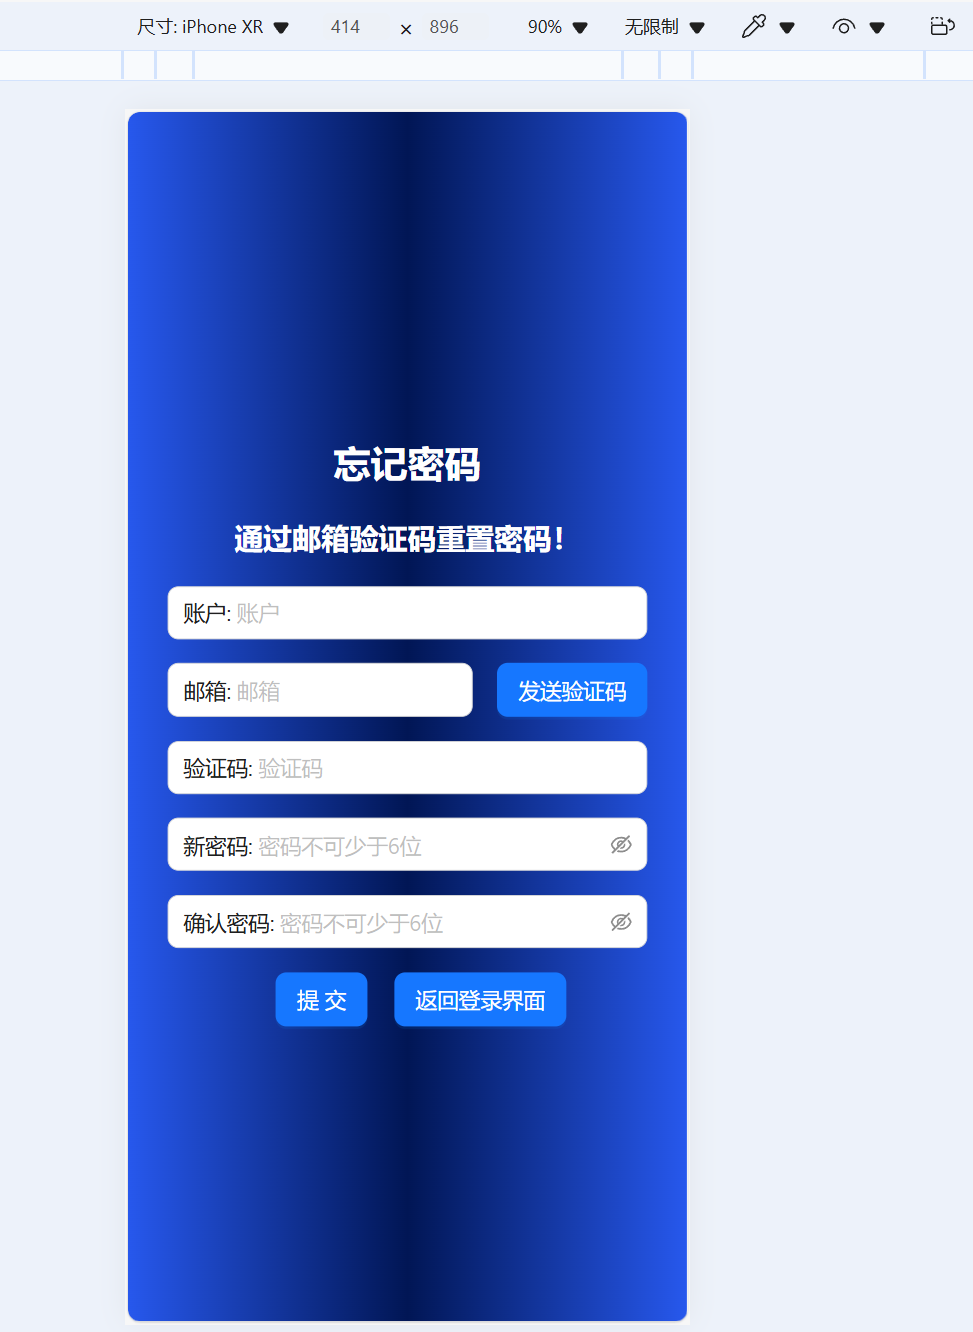 尺寸: iPhone XR 414 × 896 90% 无限制
忘记密码
通过邮箱验证码重置密码！
账户: 账户
邮箱: 邮箱 发送验证码
验证码: 验证码
新密码: 密码不可少于6位
确认密码: 密码不可少于6位
提 交 返回登录界面